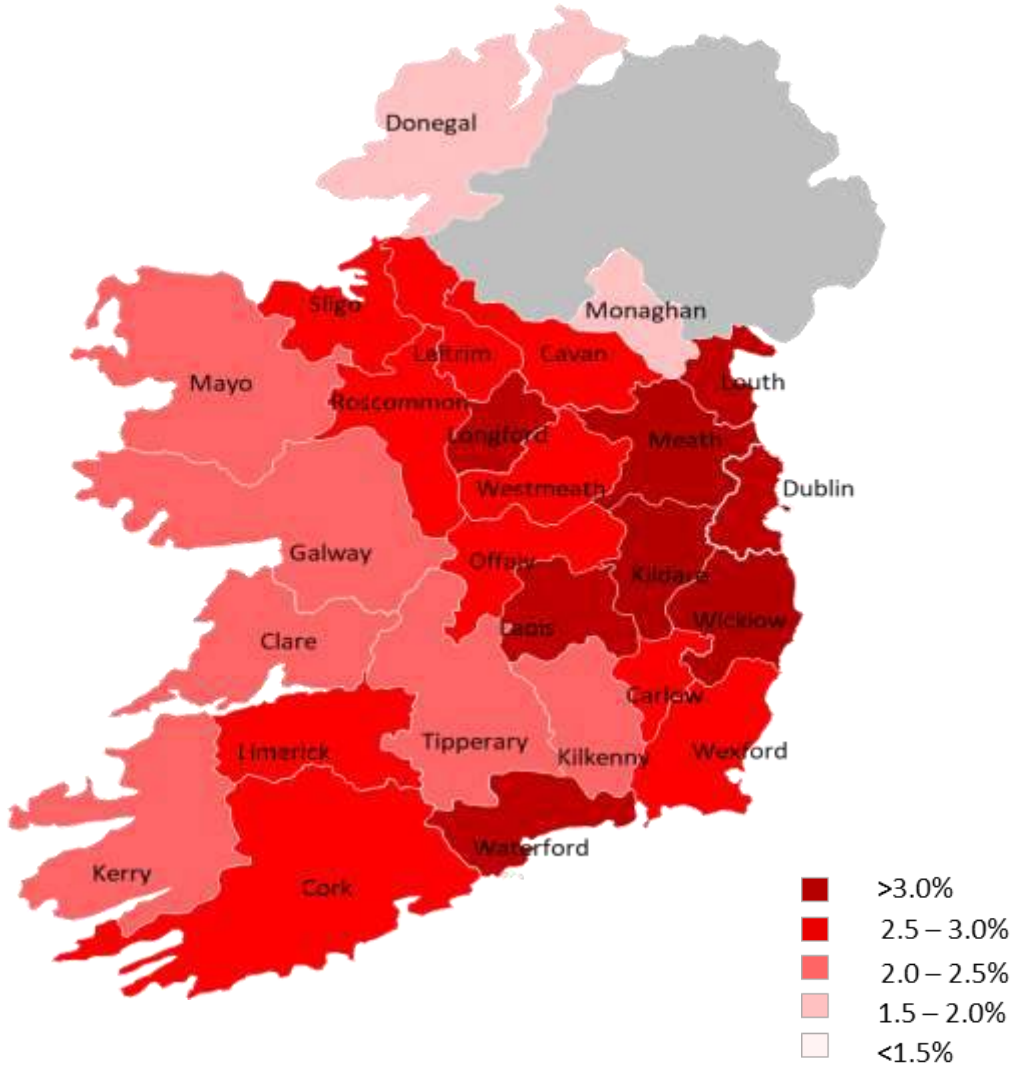 Donegal
Monaghan
Sligo
Leitrim
Cavan
Louth
Mayo
Roscommon
Longford
Meath
Westmeath
Dublin
Galway
Offaly
Kildare
Laois
Wicklow
Clare
Carlow
Limerick
Tipperary
Kilkenny
Wexford
Waterford
Kerry
Cork
>3.0%
2.5 – 3.0%
2.0 – 2.5%
1.5 – 2.0%
<1.5%